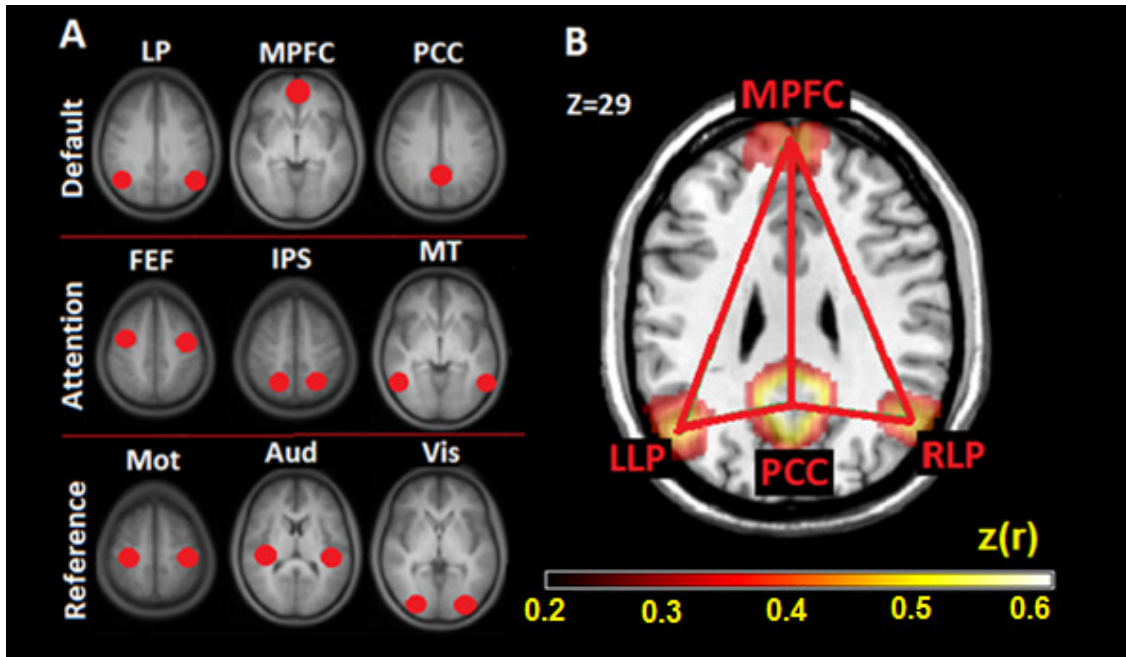 A
LP MPFC PCC
Default
FEF IPS MT
Attention
Mot Aud Vis
Reference
B
Z=29
MPFC
LLP PCC RLP
z(r)
0.2 0.3 0.4 0.5 0.6